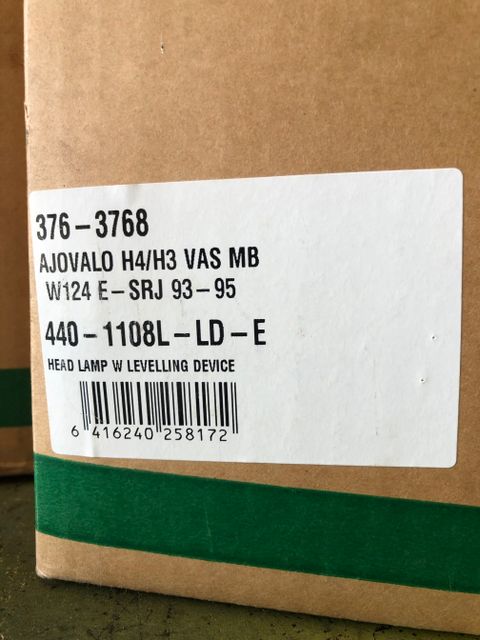 376-3768
AJOVALO H4/H3 VAS MB
W124 E-SRJ 93-95
440-1108L-LD-E
HEAD LAMP W LEVELLING DEVICE
6 416240 258172